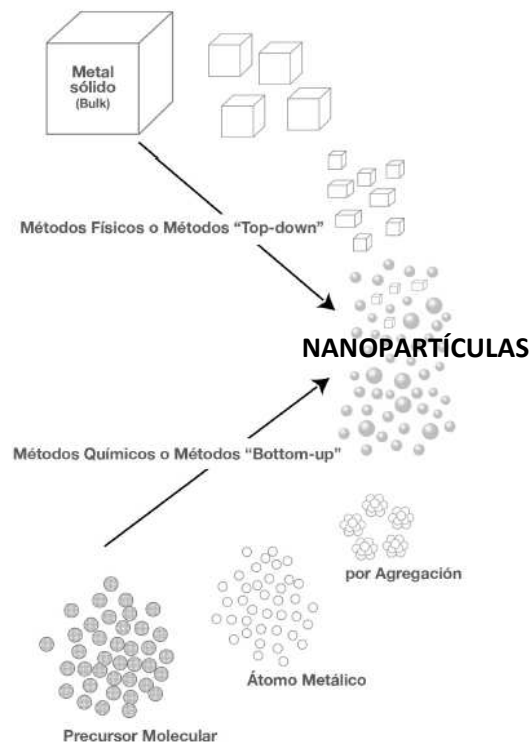 Metal
sólido
(Bulk)
Métodos Físicos o Métodos “Top-down”
NANOPARTÍCULAS
Métodos Químicos o Métodos “Bottom-up”
por Agregación
Átomo Metálico
Precursor Molecular